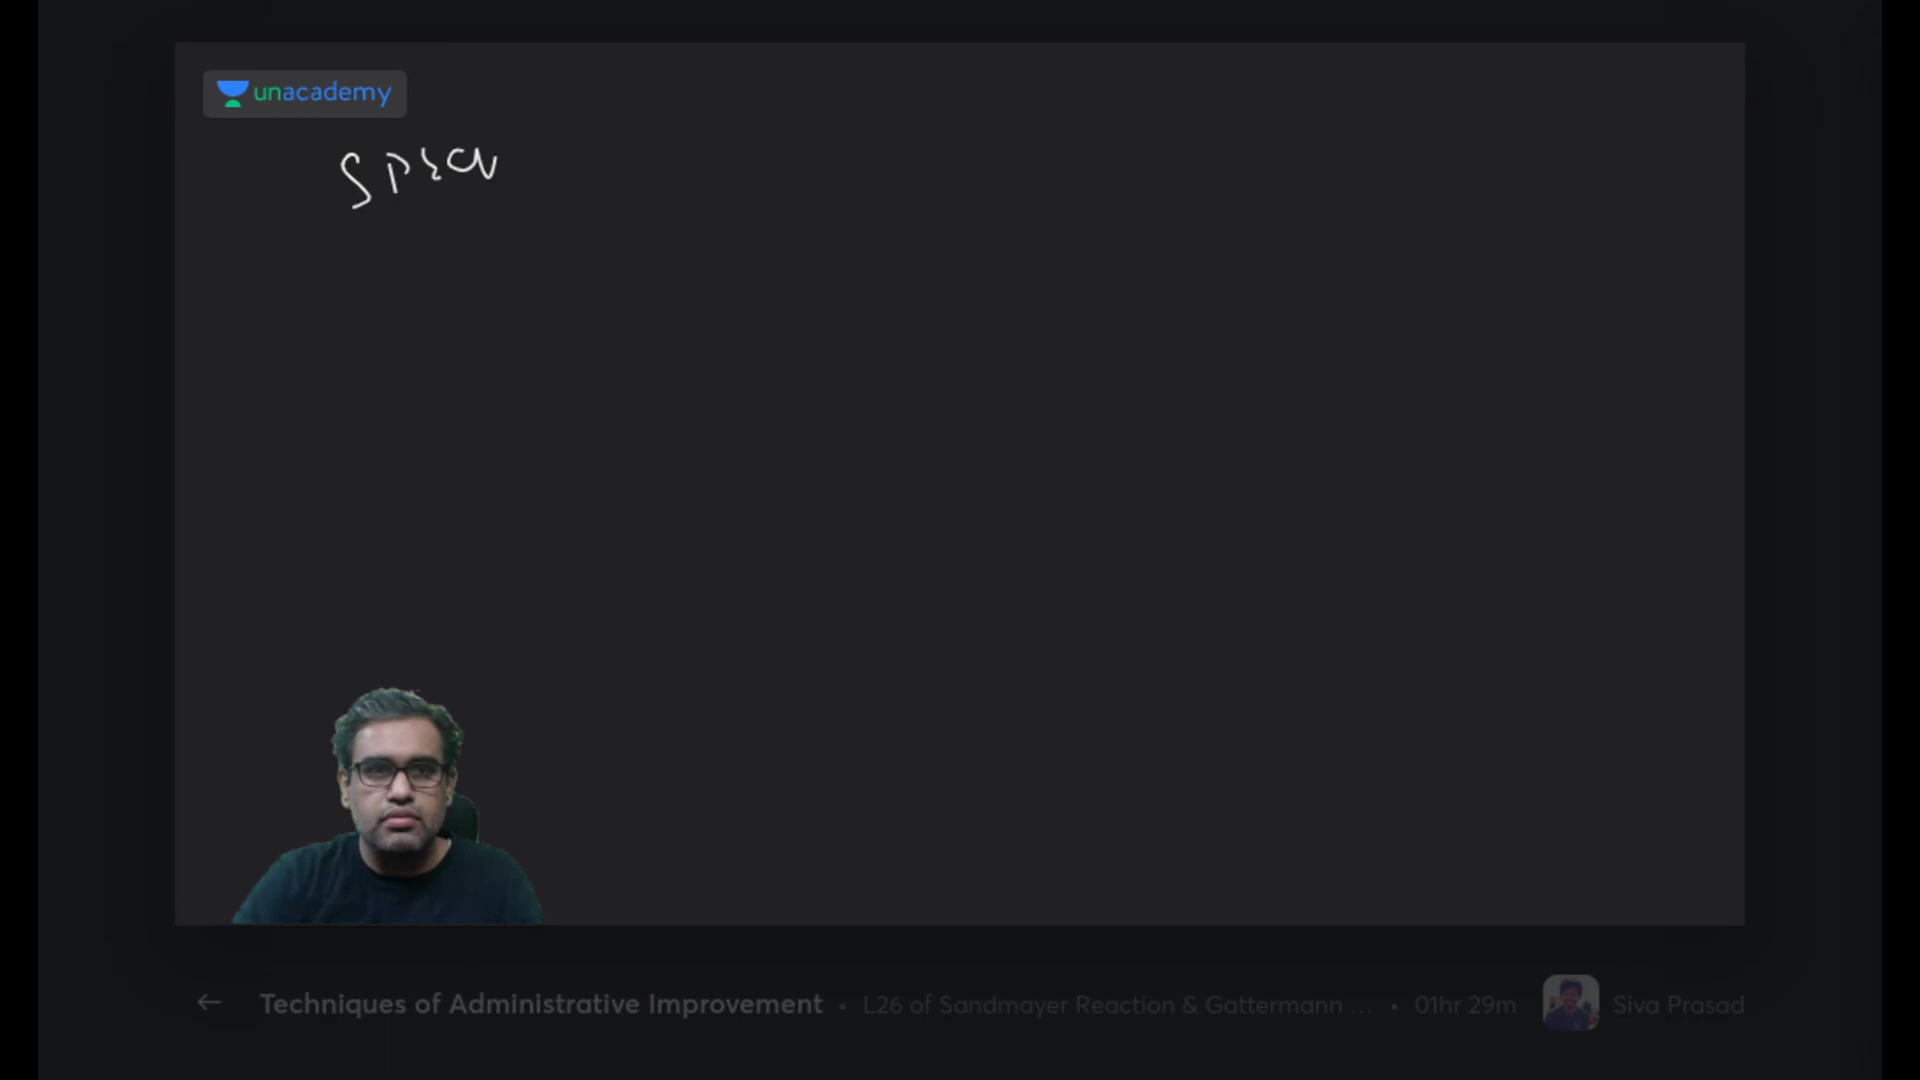 unacademy
Techniques of Administrative Improvement • L26 of Sandmayer Reaction & Gattermann ... • 01hr 29m Siva Prasad